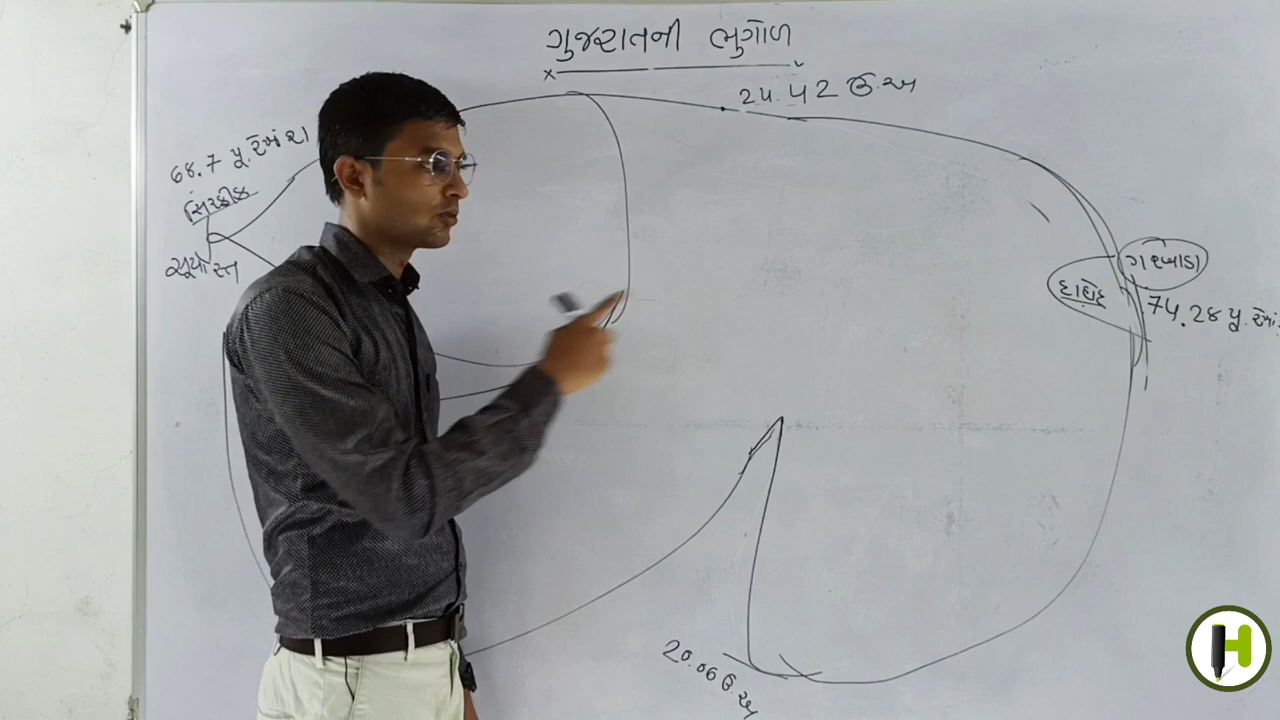 ગુજરાતની ભુગોળ
24.42 ઉ.અ
68.7 પૂ.રેખાંશ
સિરક્રીક
સૂર્યાસ્ત
ગરબાડા
દાહોદ
74.28 પૂ.રેખાં.
20.06 ઉ.અ
H